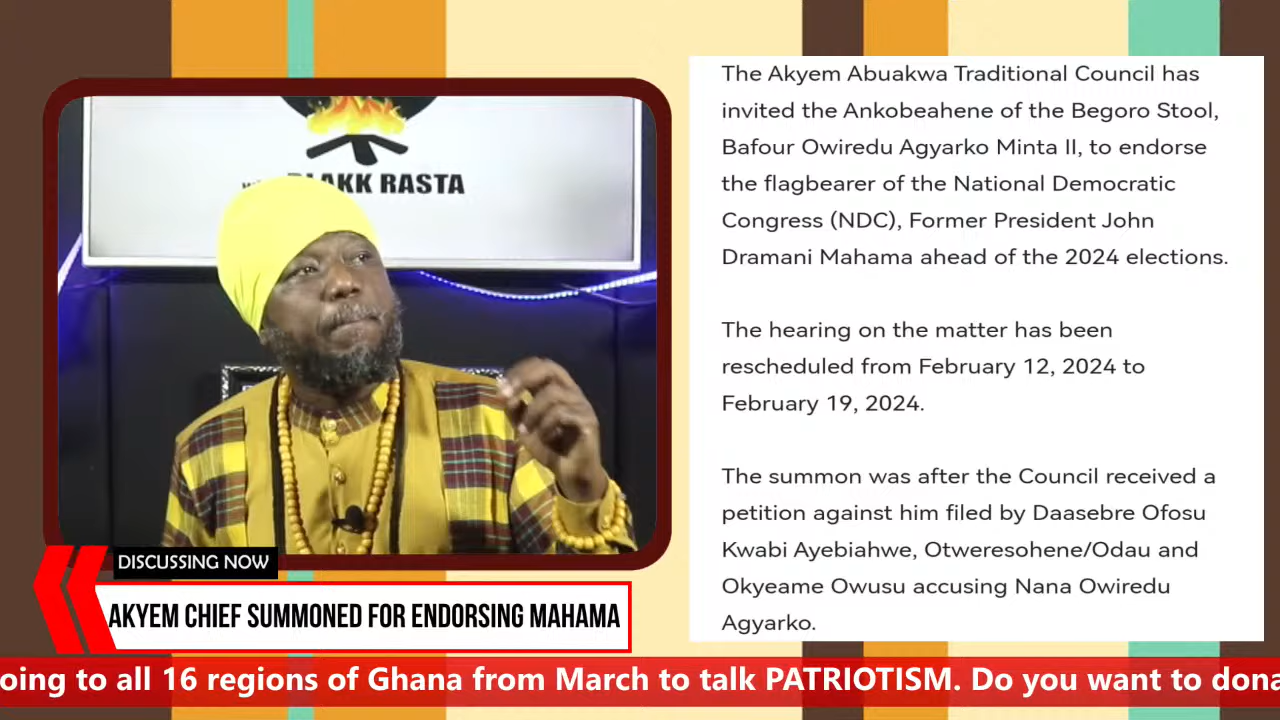 BLAKK RASTA
The Akyem Abuakwa Traditional Council has
invited the Ankobeahene of the Begoro Stool,
Bafour Owiredu Agyarko Minta II, to endorse
the flagbearer of the National Democratic
Congress (NDC), Former President John
Dramani Mahama ahead of the 2024 elections.
The hearing on the matter has been
rescheduled from February 12, 2024 to
February 19, 2024.
The summon was after the Council received a
petition against him filed by Daasebre Ofosu
Kwabi Ayebiahwe, Otweresohene/Odau and
Okyeame Owusu accusing Nana Owiredu
Agyarko.
DISCUSSING NOW
AKYEM CHIEF SUMMONED FOR ENDORSING MAHAMA
oing to all 16 regions of Ghana from March to talk PATRIOTISM. Do you want to dona